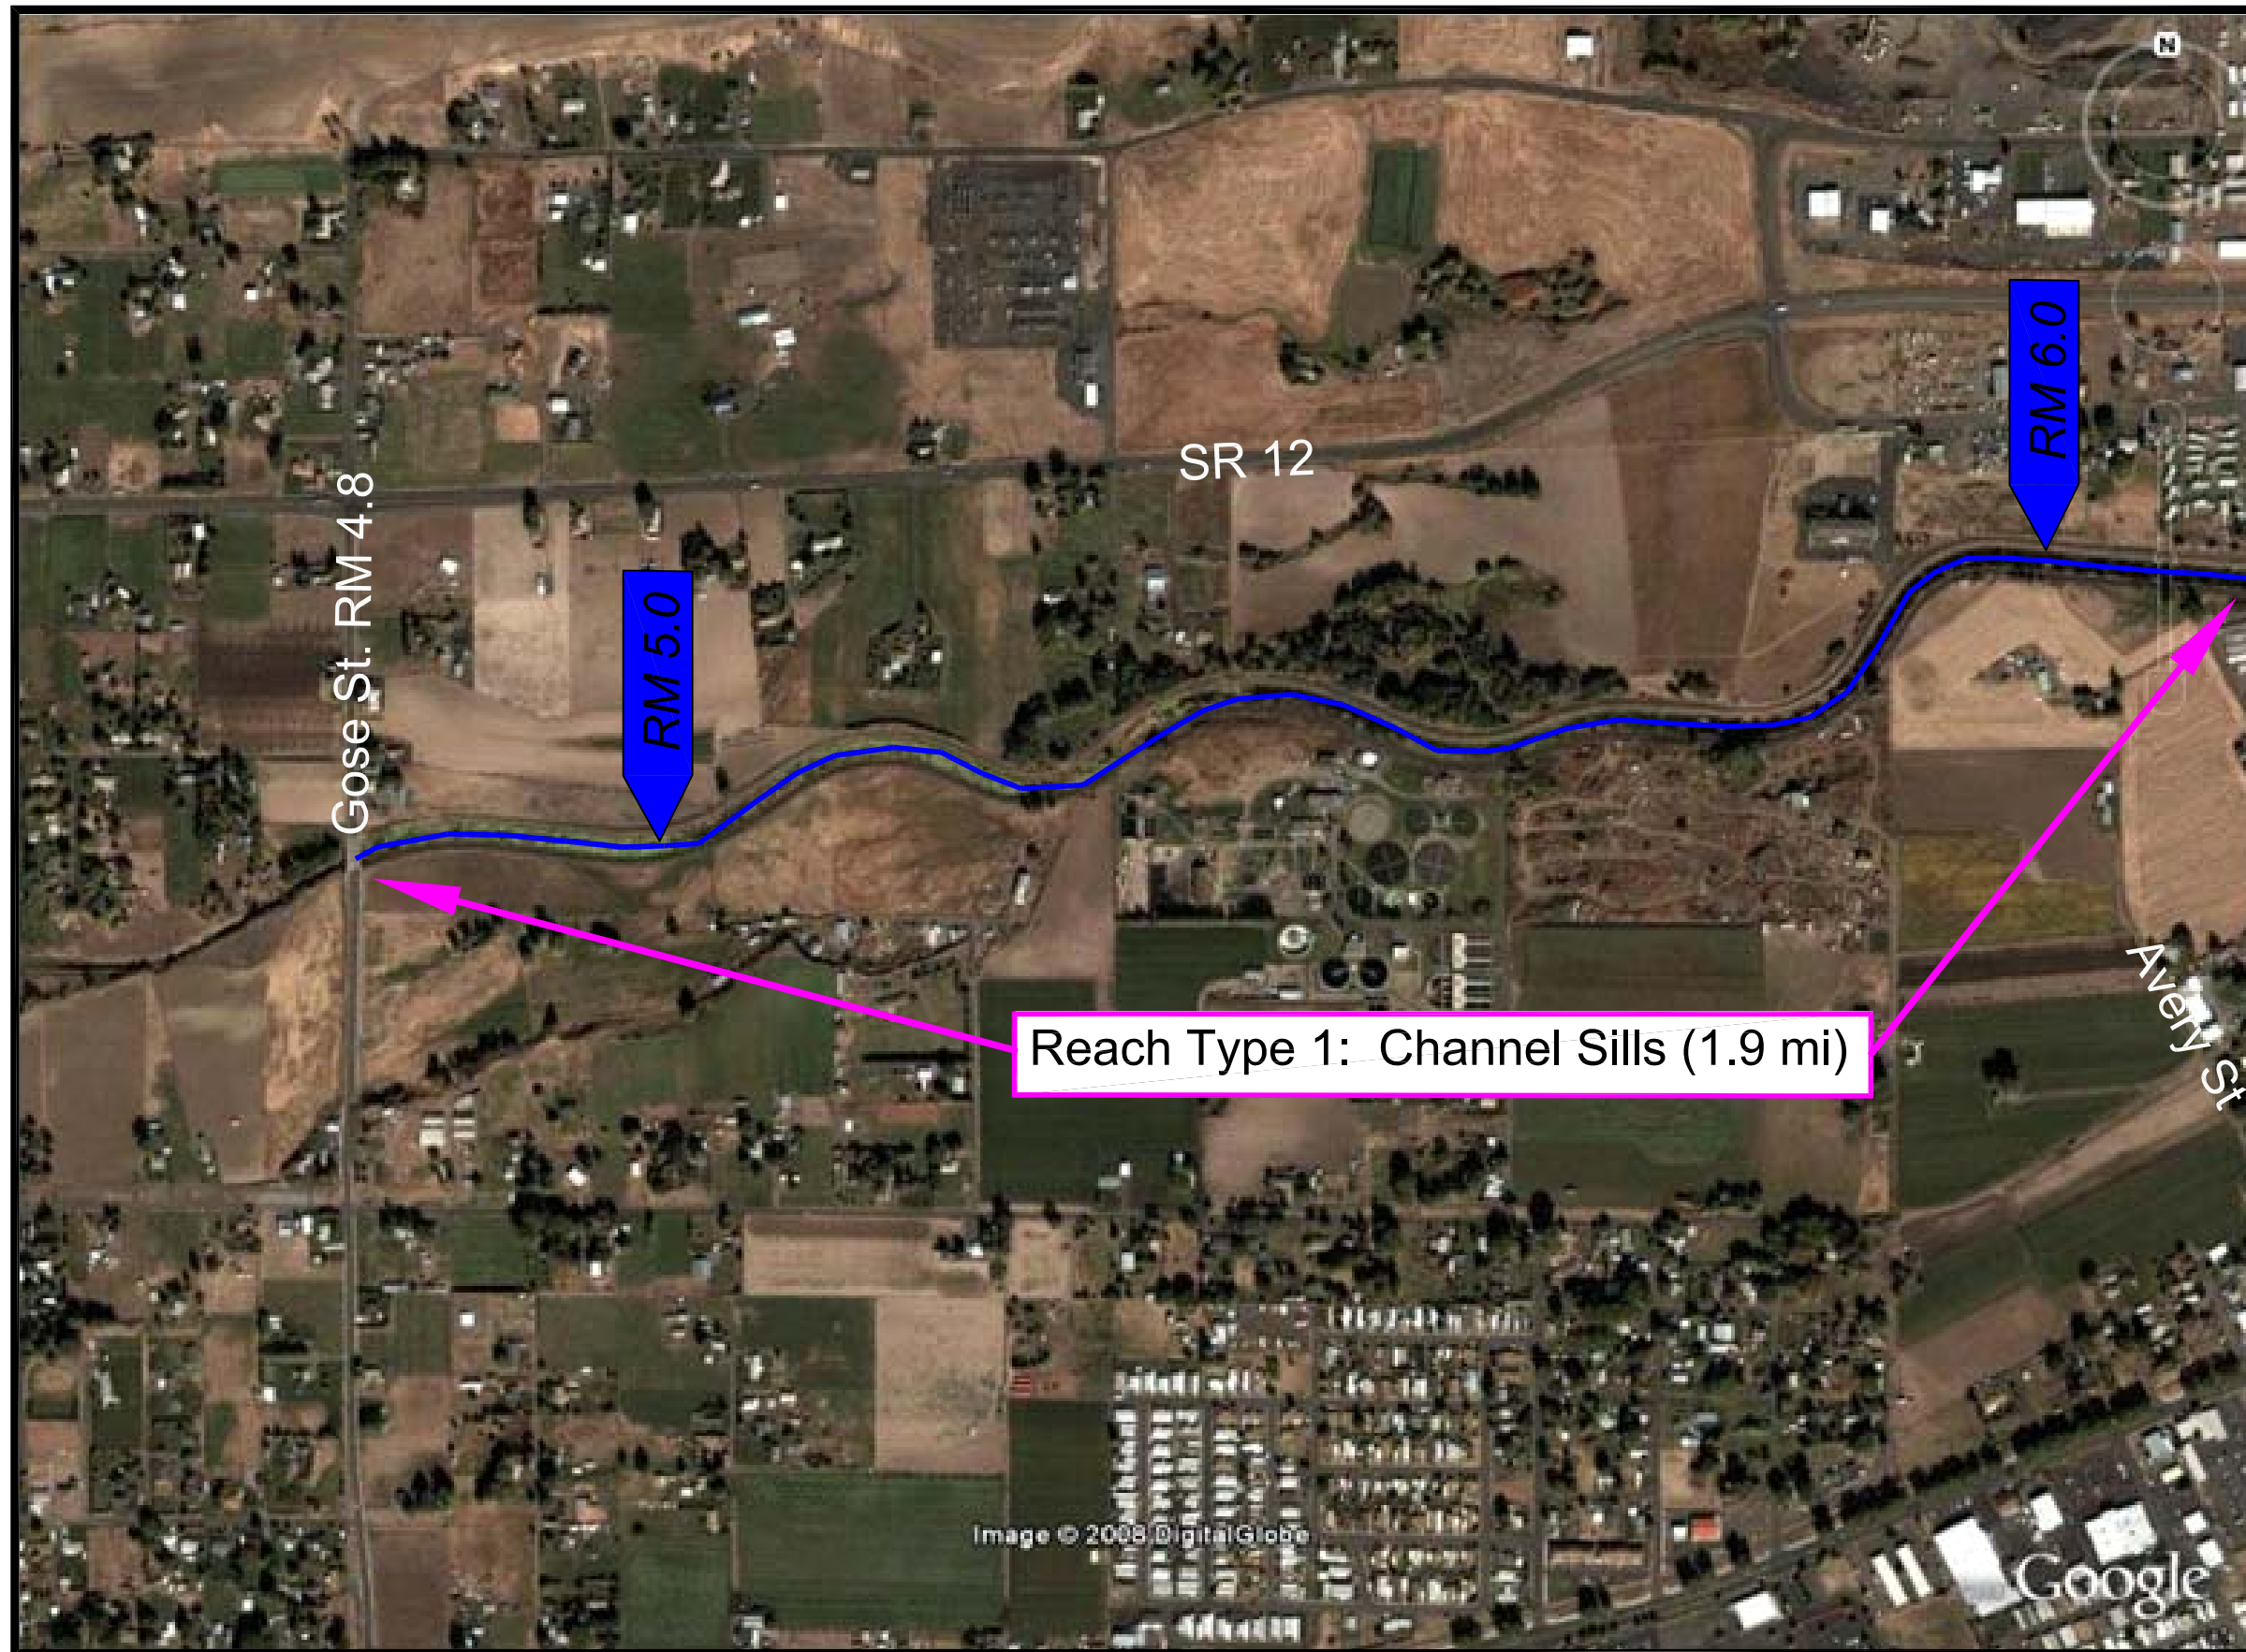 N
RM 6.0
SR 12
Gose St. RM 4.8
RM 5.0
Avery St
Reach Type 1:  Channel Sills (1.9 mi)
Image © 2008 DigitalGlobe
Google